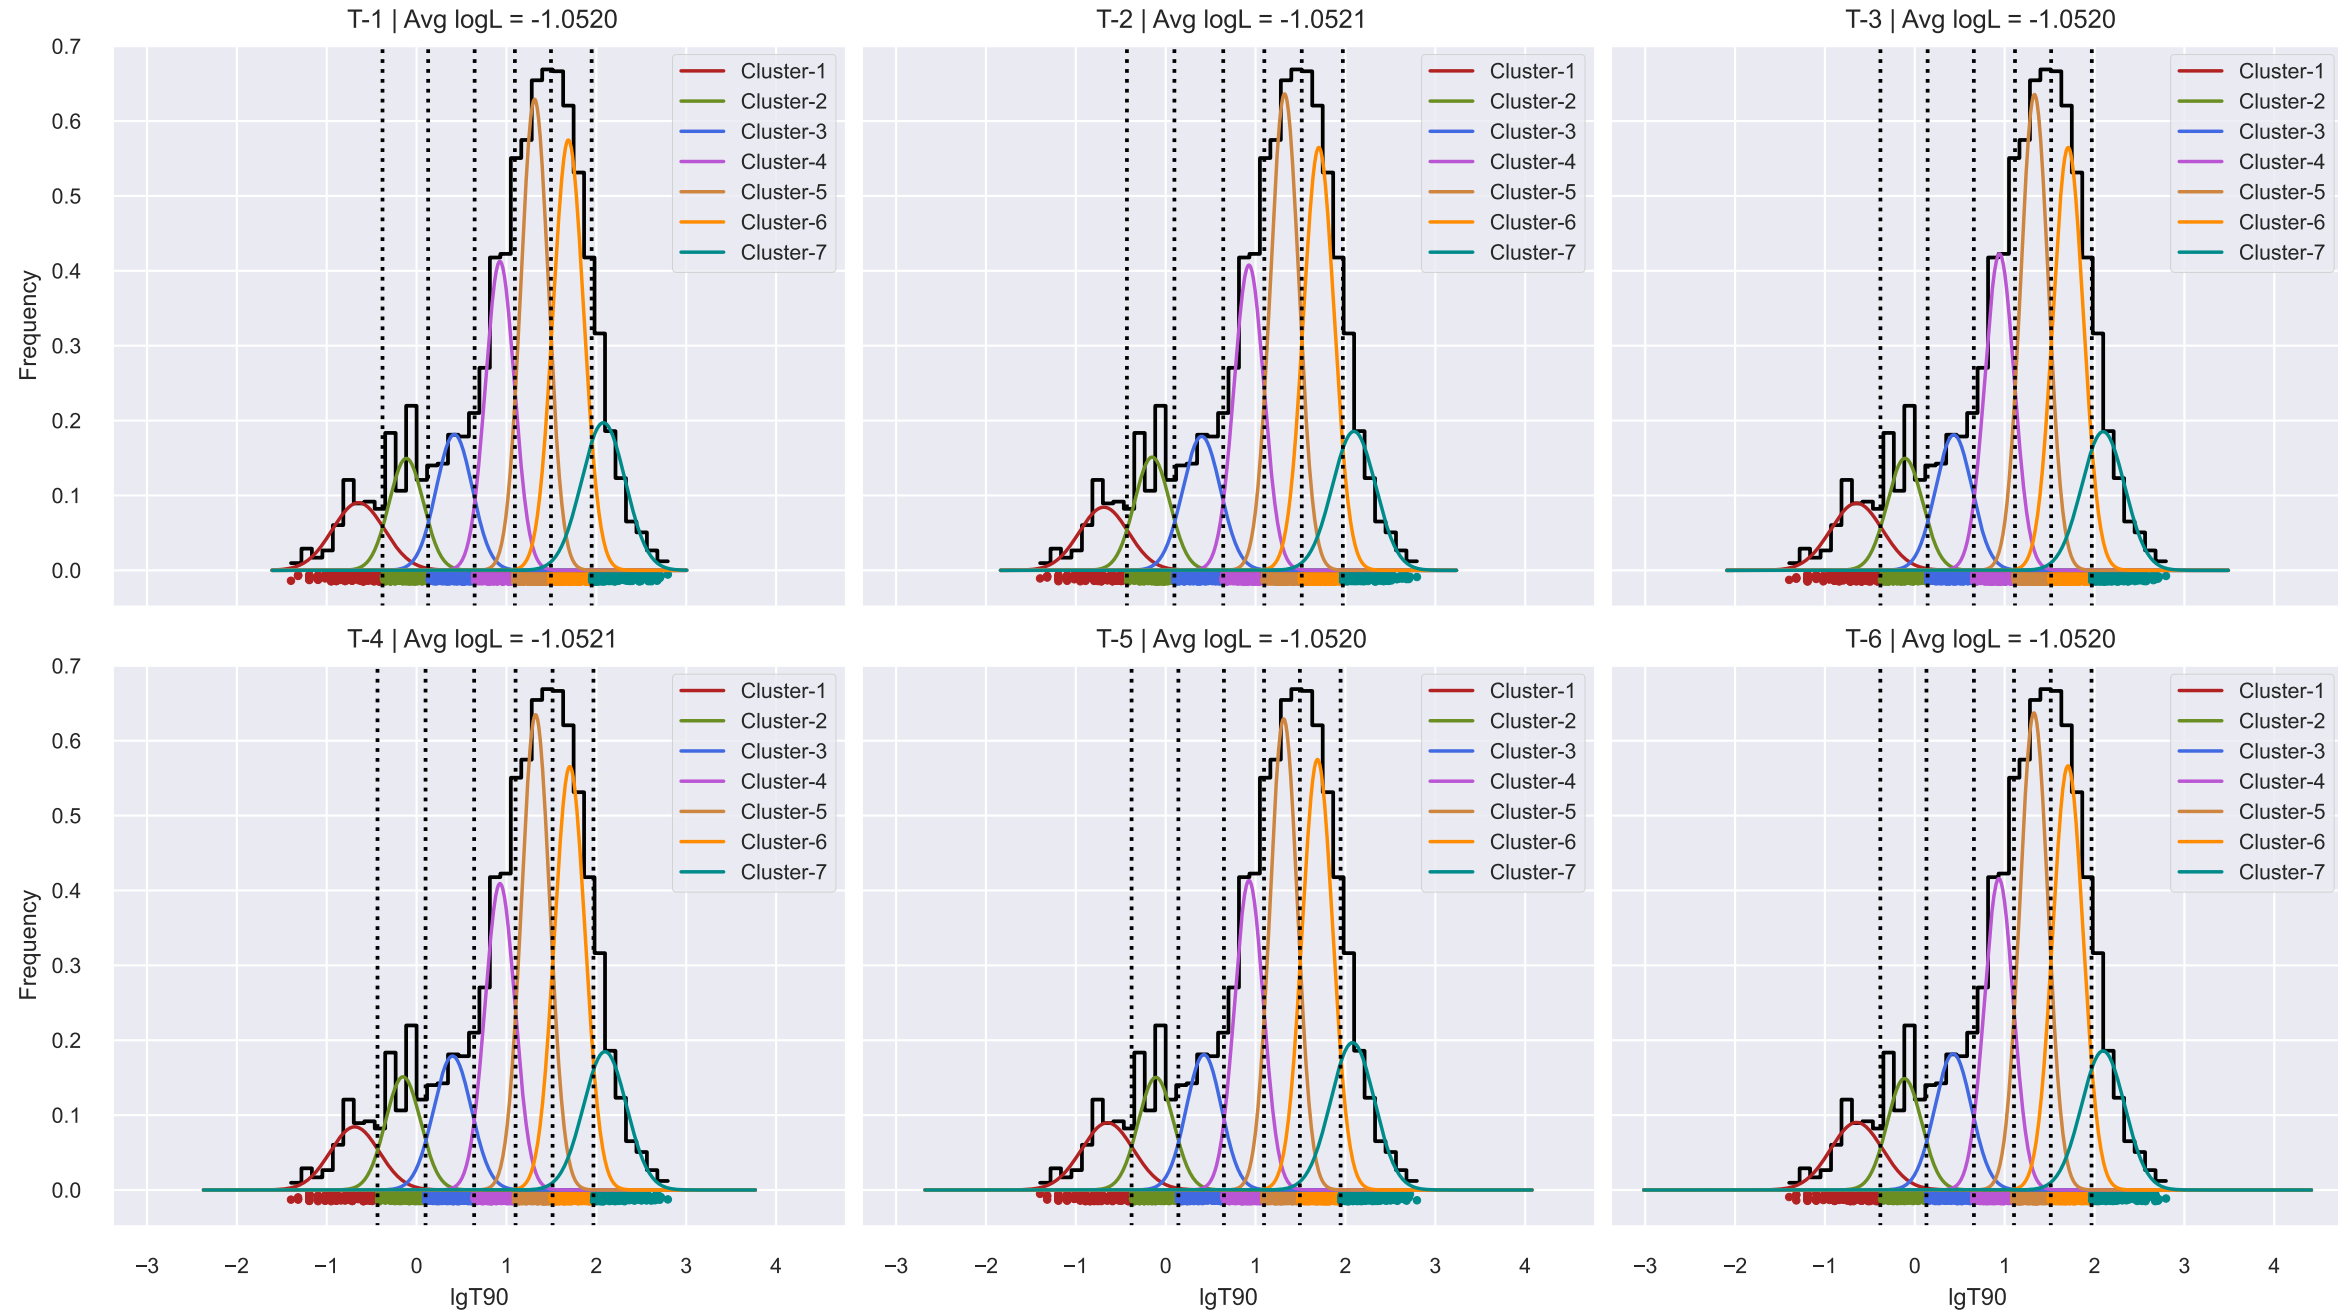 T-1 | Avg logL = -1.0520
0.7
0.6
0.5
0.4
0.3
0.2
0.1
0.0
Frequency
Cluster-1
Cluster-2
Cluster-3
Cluster-4
Cluster-5
Cluster-6
Cluster-7
T-2 | Avg logL = -1.0521
Cluster-1
Cluster-2
Cluster-3
Cluster-4
Cluster-5
Cluster-6
Cluster-7
T-3 | Avg logL = -1.0520
Cluster-1
Cluster-2
Cluster-3
Cluster-4
Cluster-5
Cluster-6
Cluster-7
T-4 | Avg logL = -1.0521
0.7
0.6
0.5
0.4
0.3
0.2
0.1
0.0
Frequency
Cluster-1
Cluster-2
Cluster-3
Cluster-4
Cluster-5
Cluster-6
Cluster-7
−3 −2 −1 0 1 2 3 4
lgT90
T-5 | Avg logL = -1.0520
Cluster-1
Cluster-2
Cluster-3
Cluster-4
Cluster-5
Cluster-6
Cluster-7
−3 −2 −1 0 1 2 3 4
lgT90
T-6 | Avg logL = -1.0520
Cluster-1
Cluster-2
Cluster-3
Cluster-4
Cluster-5
Cluster-6
Cluster-7
−3 −2 −1 0 1 2 3 4
lgT90